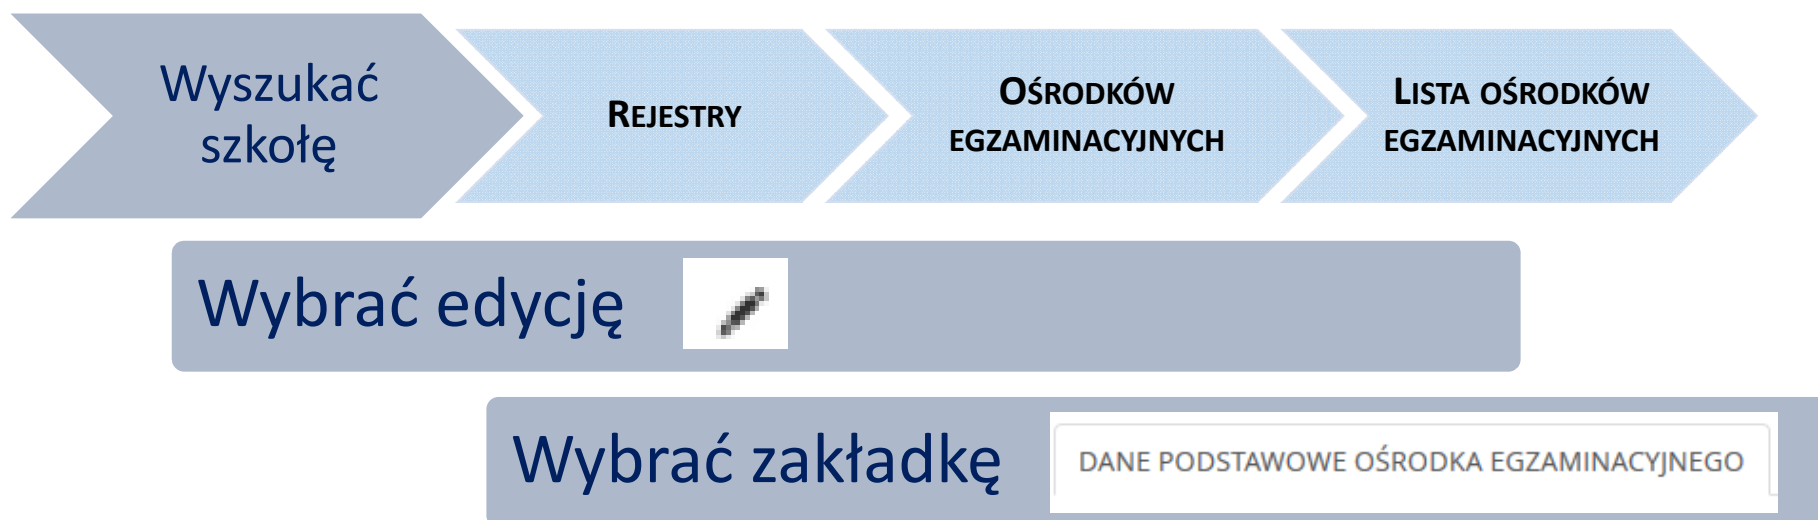 Wyszukać
szkołę
REJESTRY
OŚRODKÓW
EGZAMINACYJNYCH
LISTA OŚRODKÓW
EGZAMINACYJNYCH
Wybrać edycję
Wybrać zakładkę
DANE PODSTAWOWE OŚRODKA EGZAMINACYJNEGO